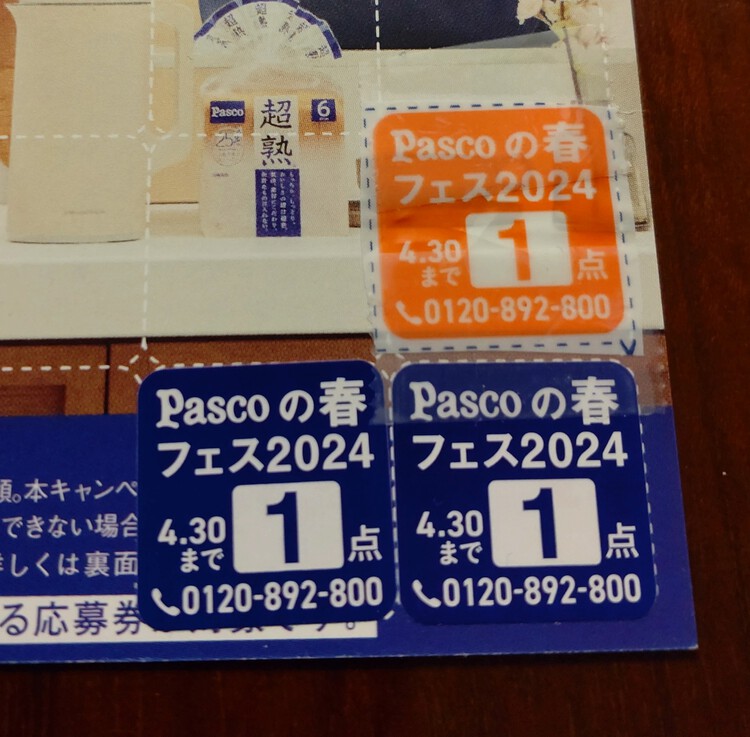 Pasco
超熟
6
Pascoの春
フェス2024
4.30
まで
1
点
0120-892-800
Pascoの春
フェス2024
4.30
まで
1
点
0120-892-800
Pascoの春
フェス2024
4.30
まで
1
点
0120-892-800
本キャンペ
できない場合
しくは裏面
る応募券